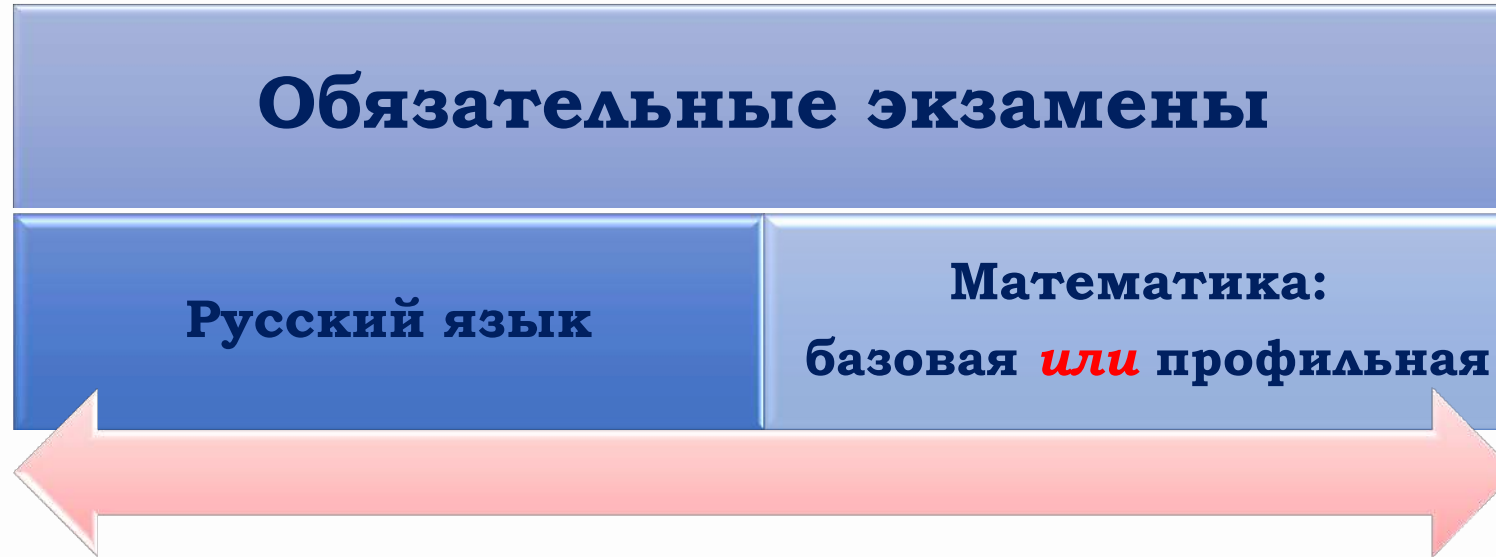 Обязательные экзамены
Русский язык
Математика:
базовая или профильная